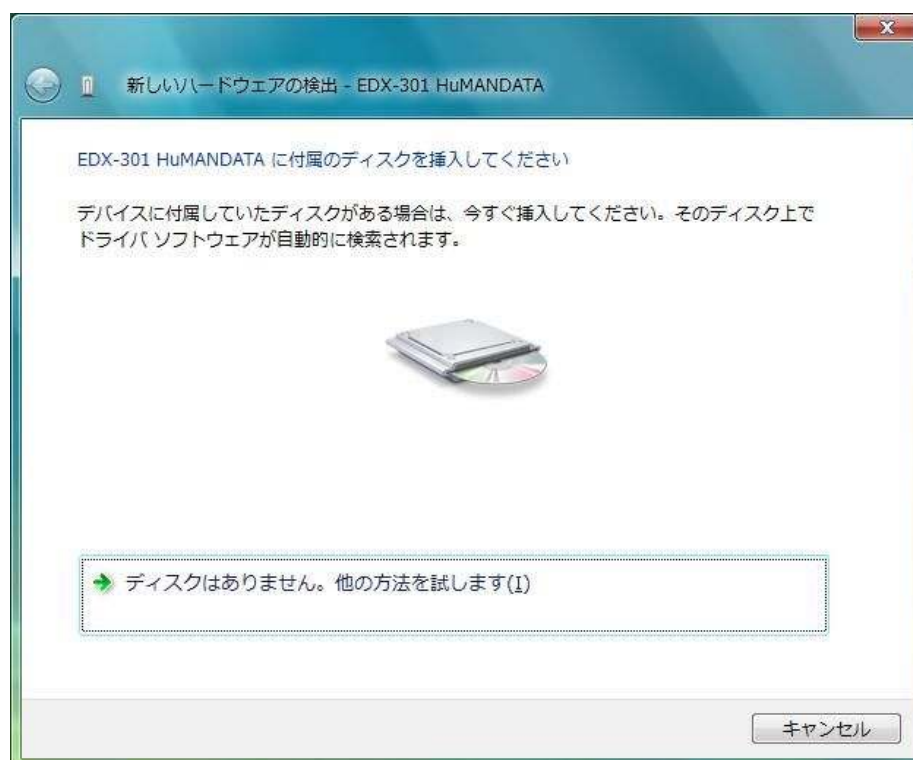 新しいハードウェアの検出 - EDX-301 HuMANDATA
EDX-301 HuMANDATA に付属のディスクを挿入してください
デバイスに付属していたディスクがある場合は、今すぐ挿入してください。そのディスク上で
ドライバ ソフトウェアが自動的に検索されます。
ディスクはありません。他の方法を試します(I)
キャンセル